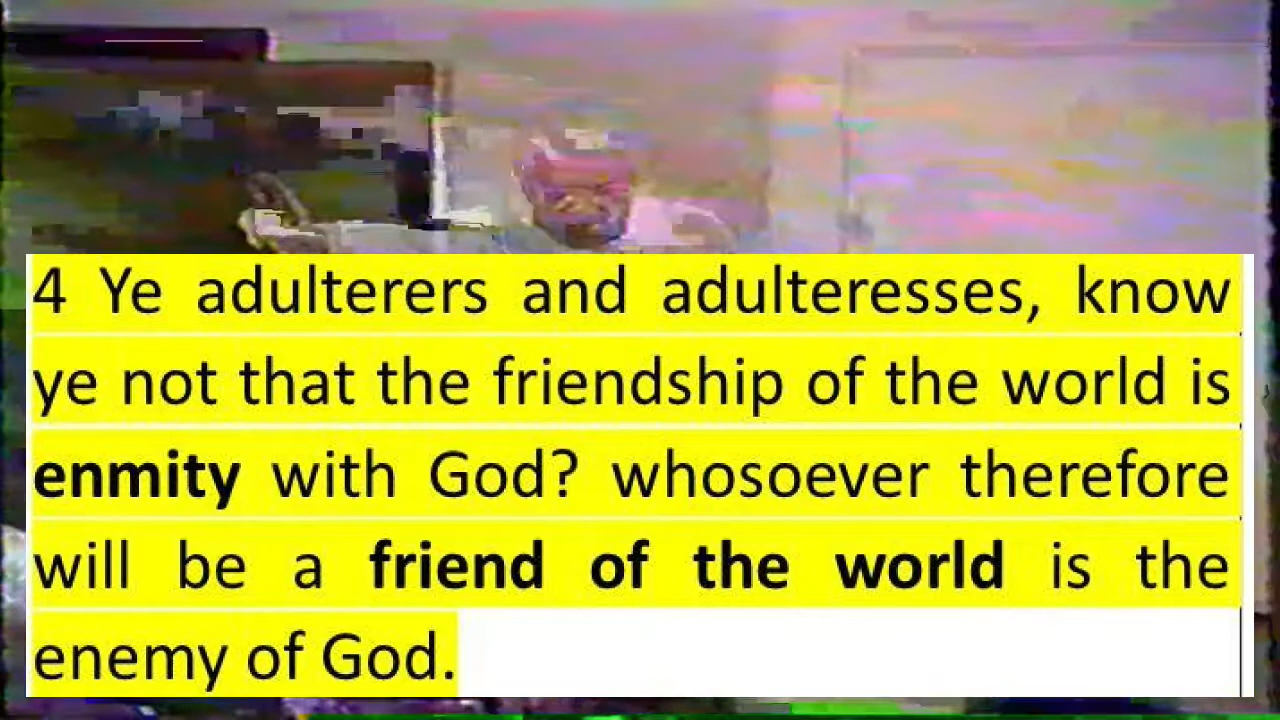 4 Ye adulterers and adulteresses, know
ye not that the friendship of the world is
enmity with God? whosoever therefore
will be a friend of the world is the
enemy of God.